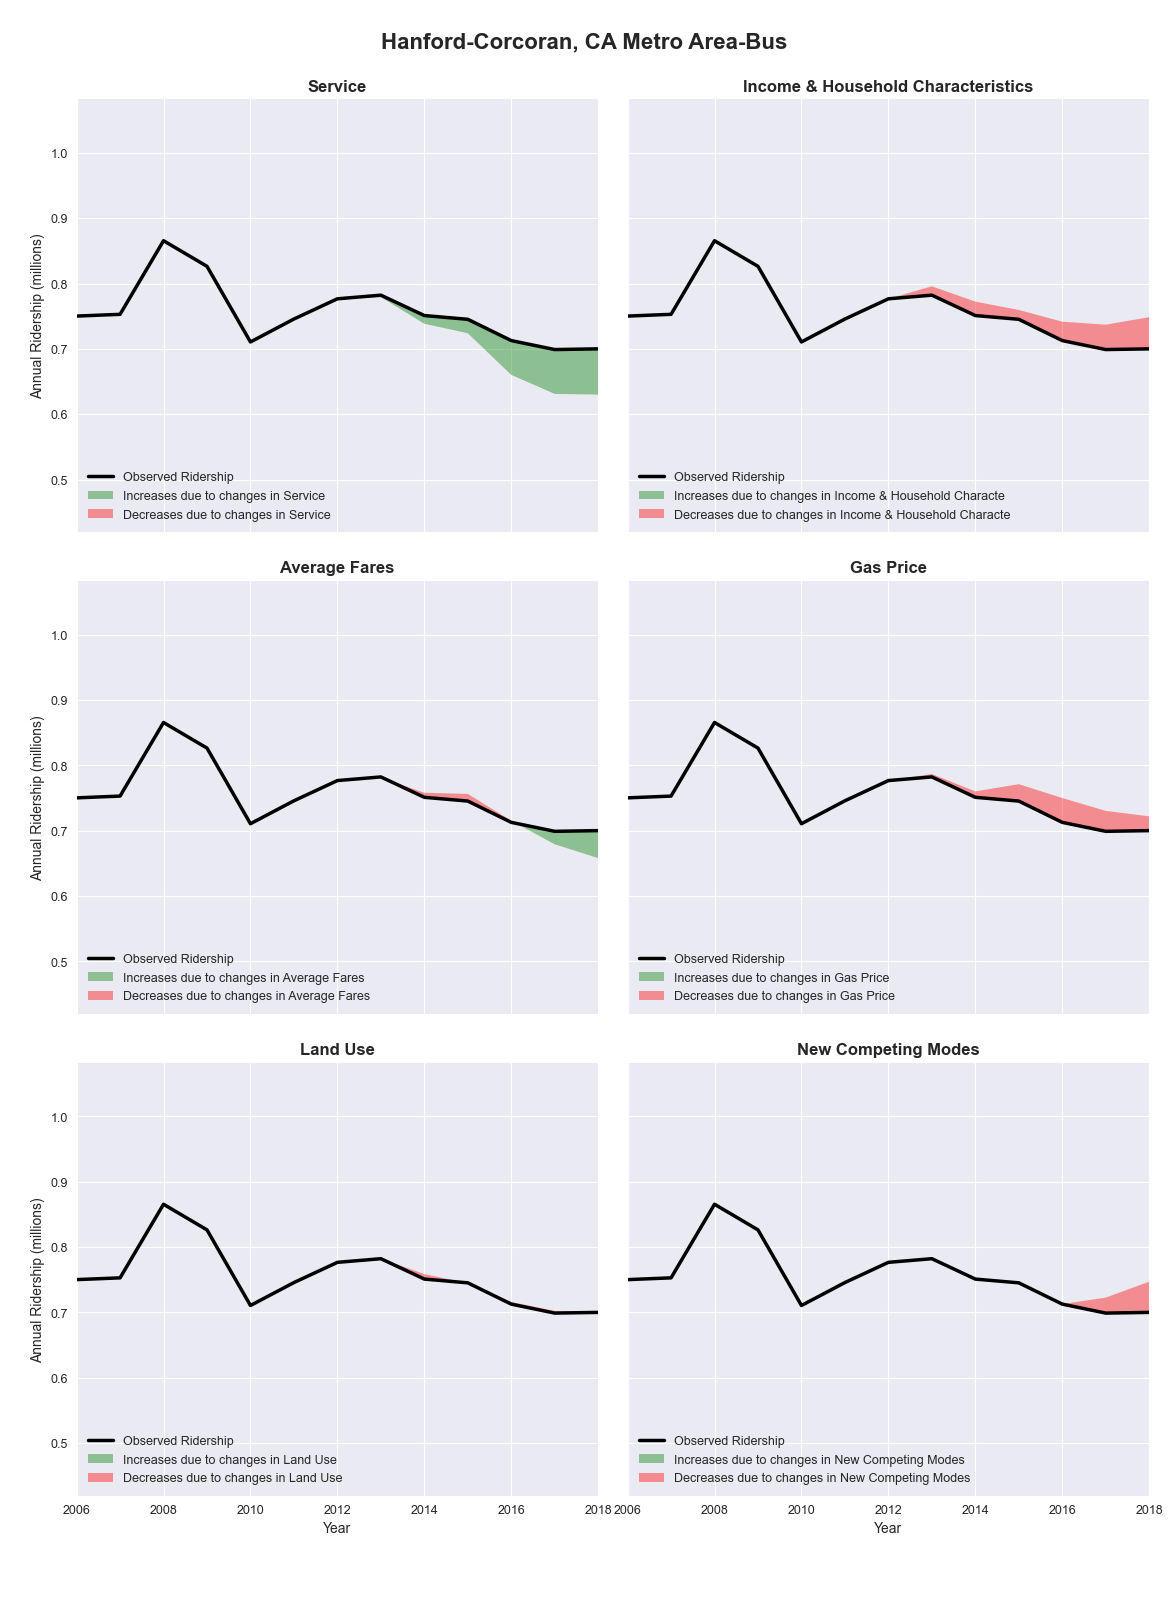 Hanford-Corcoran, CA Metro Area-Bus
Service
Annual Ridership (millions)
1.0
0.9
0.8
0.7
0.6
0.5
Observed Ridership
Increases due to changes in Service
Decreases due to changes in Service
Income & Household Characteristics
Observed Ridership
Increases due to changes in Income & Household Characte
Decreases due to changes in Income & Household Characte
Average Fares
Annual Ridership (millions)
1.0
0.9
0.8
0.7
0.6
0.5
Observed Ridership
Increases due to changes in Average Fares
Decreases due to changes in Average Fares
Gas Price
Observed Ridership
Increases due to changes in Gas Price
Decreases due to changes in Gas Price
Land Use
Annual Ridership (millions)
1.0
0.9
0.8
0.7
0.6
0.5
Observed Ridership
Increases due to changes in Land Use
Decreases due to changes in Land Use
2006 2008 2010 2012 2014 2016 2018
Year
New Competing Modes
Observed Ridership
Increases due to changes in New Competing Modes
Decreases due to changes in New Competing Modes
2006 2008 2010 2012 2014 2016 2018
Year